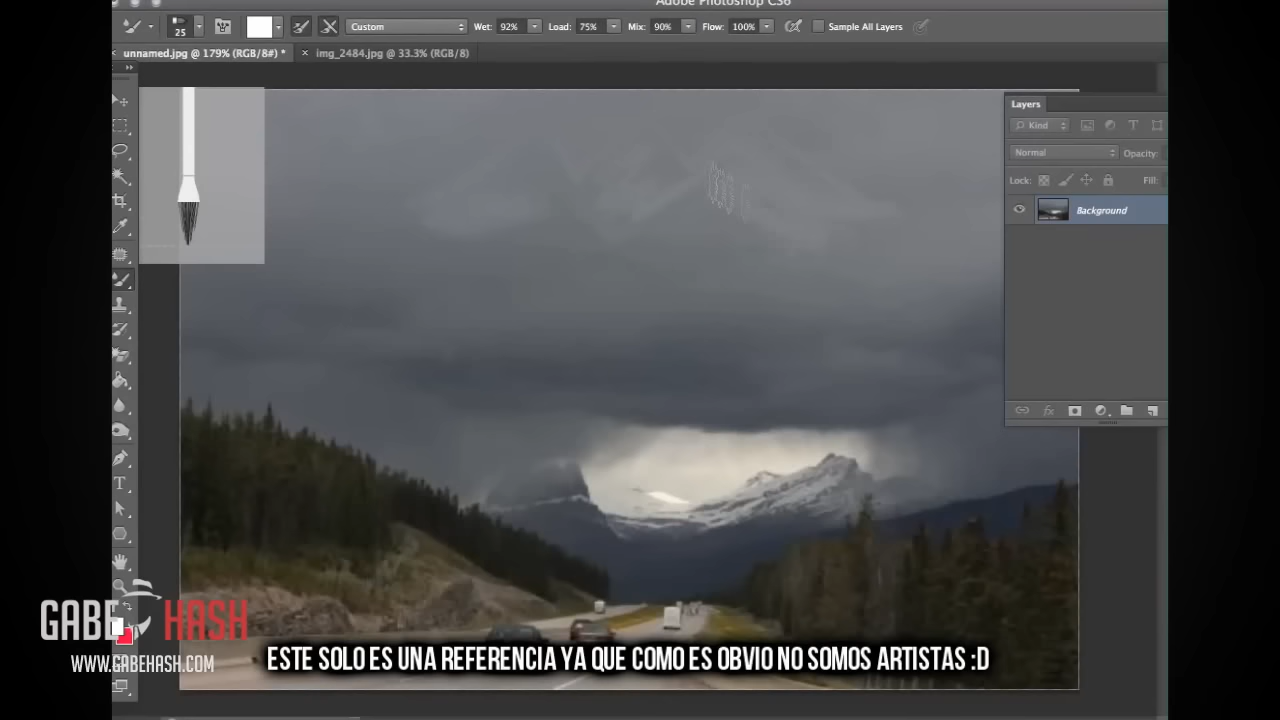 Adobe Photoshop CS6
25
Custom
Wet: 92%
Load: 75%
Mix: 90%
Flow: 100%
Sample All Layers
unnamed.jpg @ 179% (RGB/8#) *
× img_2484.jpg @ 33.3% (RGB/8)
Layers
Kind
Normal
Opacity:
Lock:
Fill:
Background
GABE HASH
WWW.GABEHASH.COM
ESTE SOLO ES UNA REFERENCIA YA QUE COMO ES OBVIO NO SOMOS ARTISTAS :D